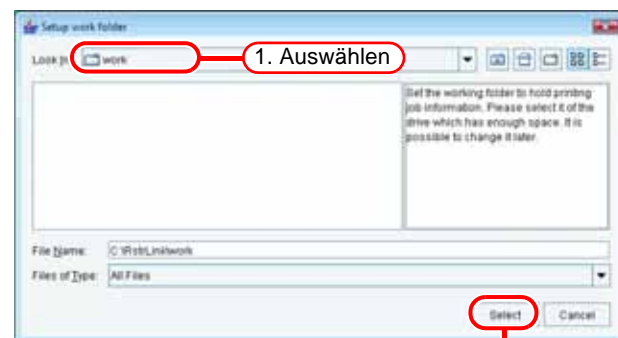 Setup work folder
Look In: work
1. Auswählen
Set the working folder to hold printing
job information. Please select it of the
drive which has enough space. It is
possible to change it later.
File Name: C:\RstrLink\work
Files of Type: All Files
Select Cancel